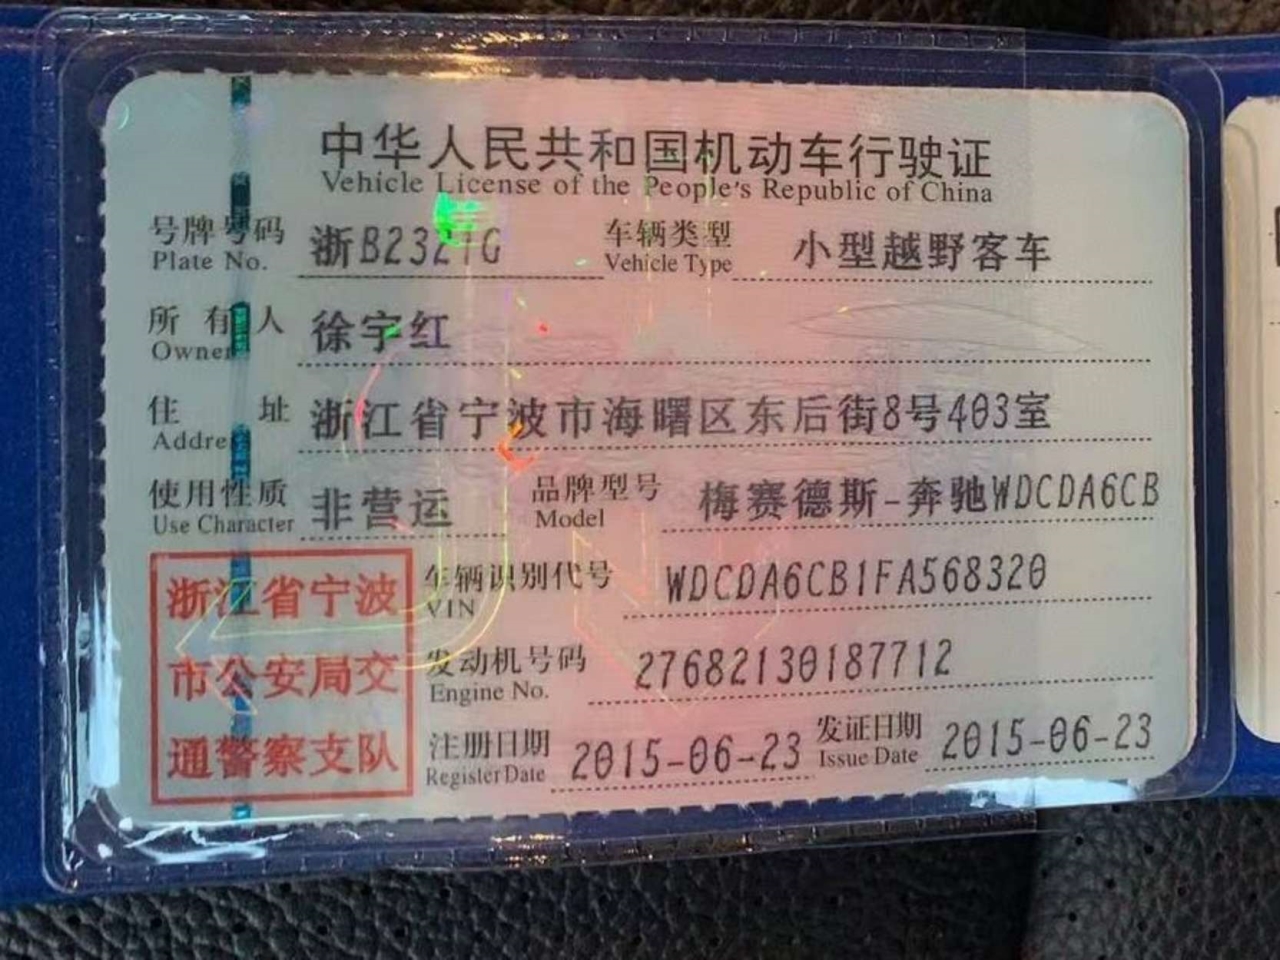 中华人民共和国机动车行驶证
Vehicle License of the People's Republic of China
号牌号码 车辆类型 小型越野客车
Plate No. Vehicle Type
所有人 徐宇红
Owner
住址 浙江省宁波市海曙区东后街8号403室
Addre
使用性质 非营运 品牌型号 梅赛德斯-奔驰WDCDA6CB
Use Character Model
车辆识别代号 WDCDA6CB1FA568320
VIN
发动机号码 27682130187712
Engine No.
注册日期 2015-06-23 发证日期 2015-06-23
Register Date Issue Date
浙江省宁波
市公安局交
通警察支队